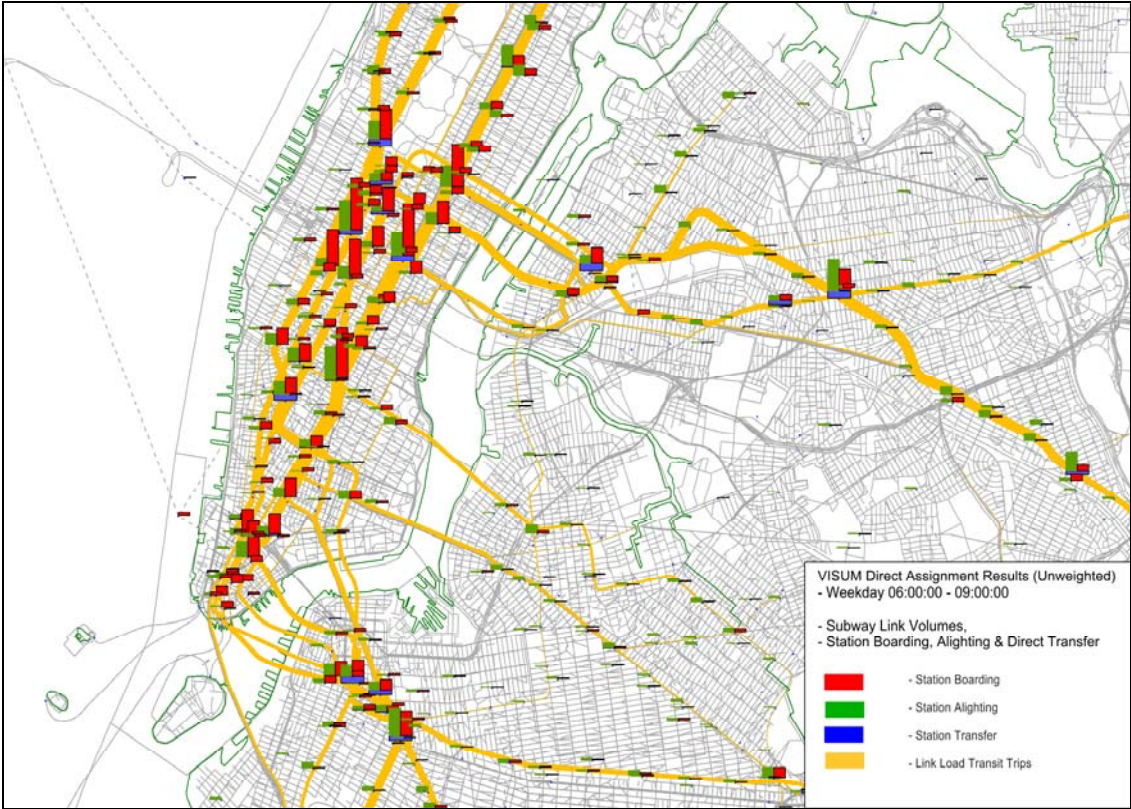 VISUM Direct Assignment Results (Unweighted)
- Weekday 06:00:00 - 09:00:00
- Subway Link Volumes,
- Station Boarding, Alighting & Direct Transfer
- Station Boarding
- Station Alighting
- Station Transfer
- Link Load Transit Trips